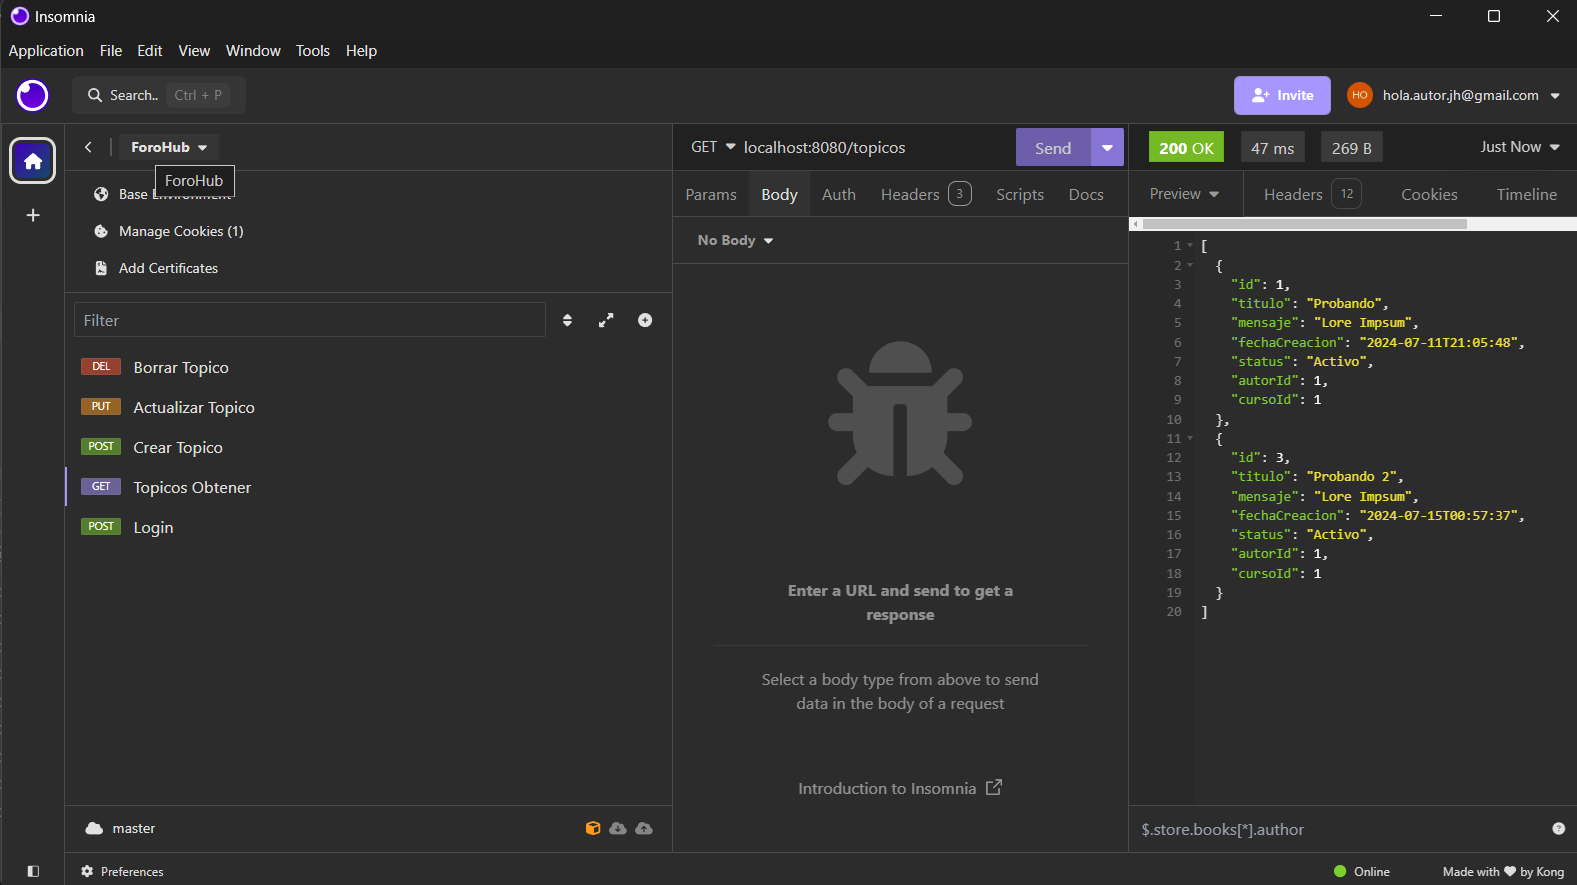 Insomnia
Application File Edit View Window Tools Help
Search.. Ctrl + P
Invite
HO hola.autor.jh@gmail.com
ForoHub
ForoHub
Base Environment
Manage Cookies (1)
Add Certificates
Filter
DEL Borrar Topico
PUT Actualizar Topico
POST Crear Topico
GET Topicos Obtener
POST Login
master
Preferences
GET localhost:8080/topicos Send
Params Body Auth Headers 3 Scripts Docs
No Body
Enter a URL and send to get a
response
Select a body type from above to send
data in the body of a request
Introduction to Insomnia
200 OK 47 ms 269 B Just Now
Preview Headers 12 Cookies Timeline
1 [
2 {
3 "id": 1,
4 "titulo": "Probando",
5 "mensaje": "Lore Impsum",
6 "fechaCreacion": "2024-07-11T21:05:48",
7 "status": "Activo",
8 "autorId": 1,
9 "cursoId": 1
10 },
11 {
12 "id": 3,
13 "titulo": "Probando 2",
14 "mensaje": "Lore Impsum",
15 "fechaCreacion": "2024-07-15T00:57:37",
16 "status": "Activo",
17 "autorId": 1,
18 "cursoId": 1
19 }
20 ]
$.store.books[*].author
Online
Made with ❤ by Kong